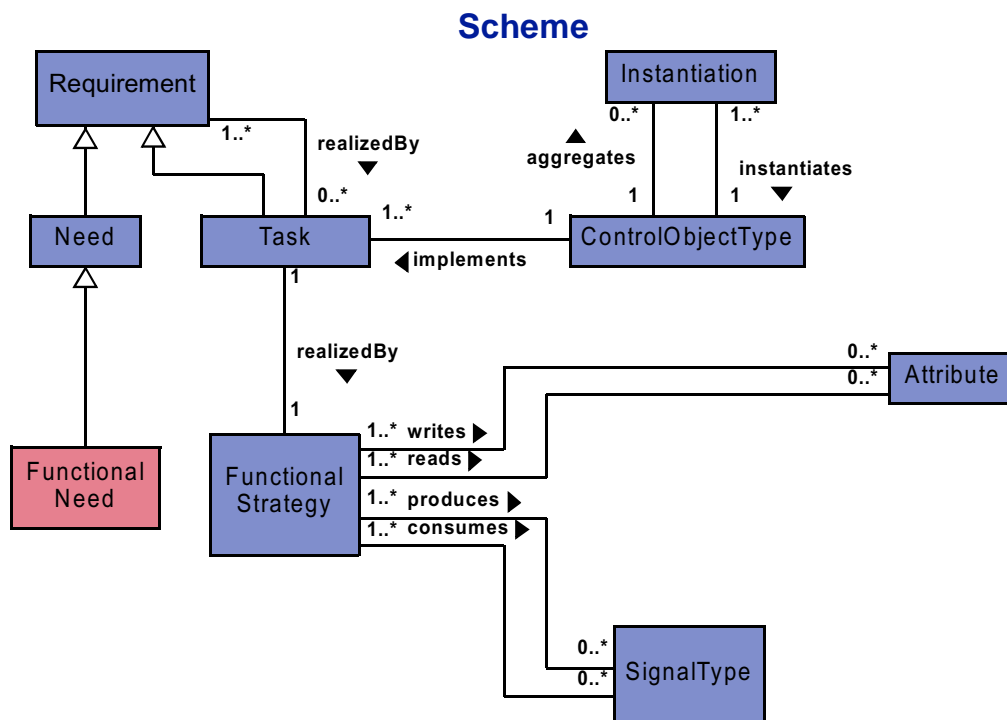 Scheme
Requirement
Instantiation
1..*
0..*
1..*
realizedBy
aggregates
instantiates
0..*
1..*
1
1
1
Need
Task
ControlObjectType
implements
1
realizedBy
0..*
0..*
Attribute
1
1..* writes
1..* reads
Functional
Need
Functional
Strategy
1..* produces
1..* consumes
0..*
0..*
SignalType